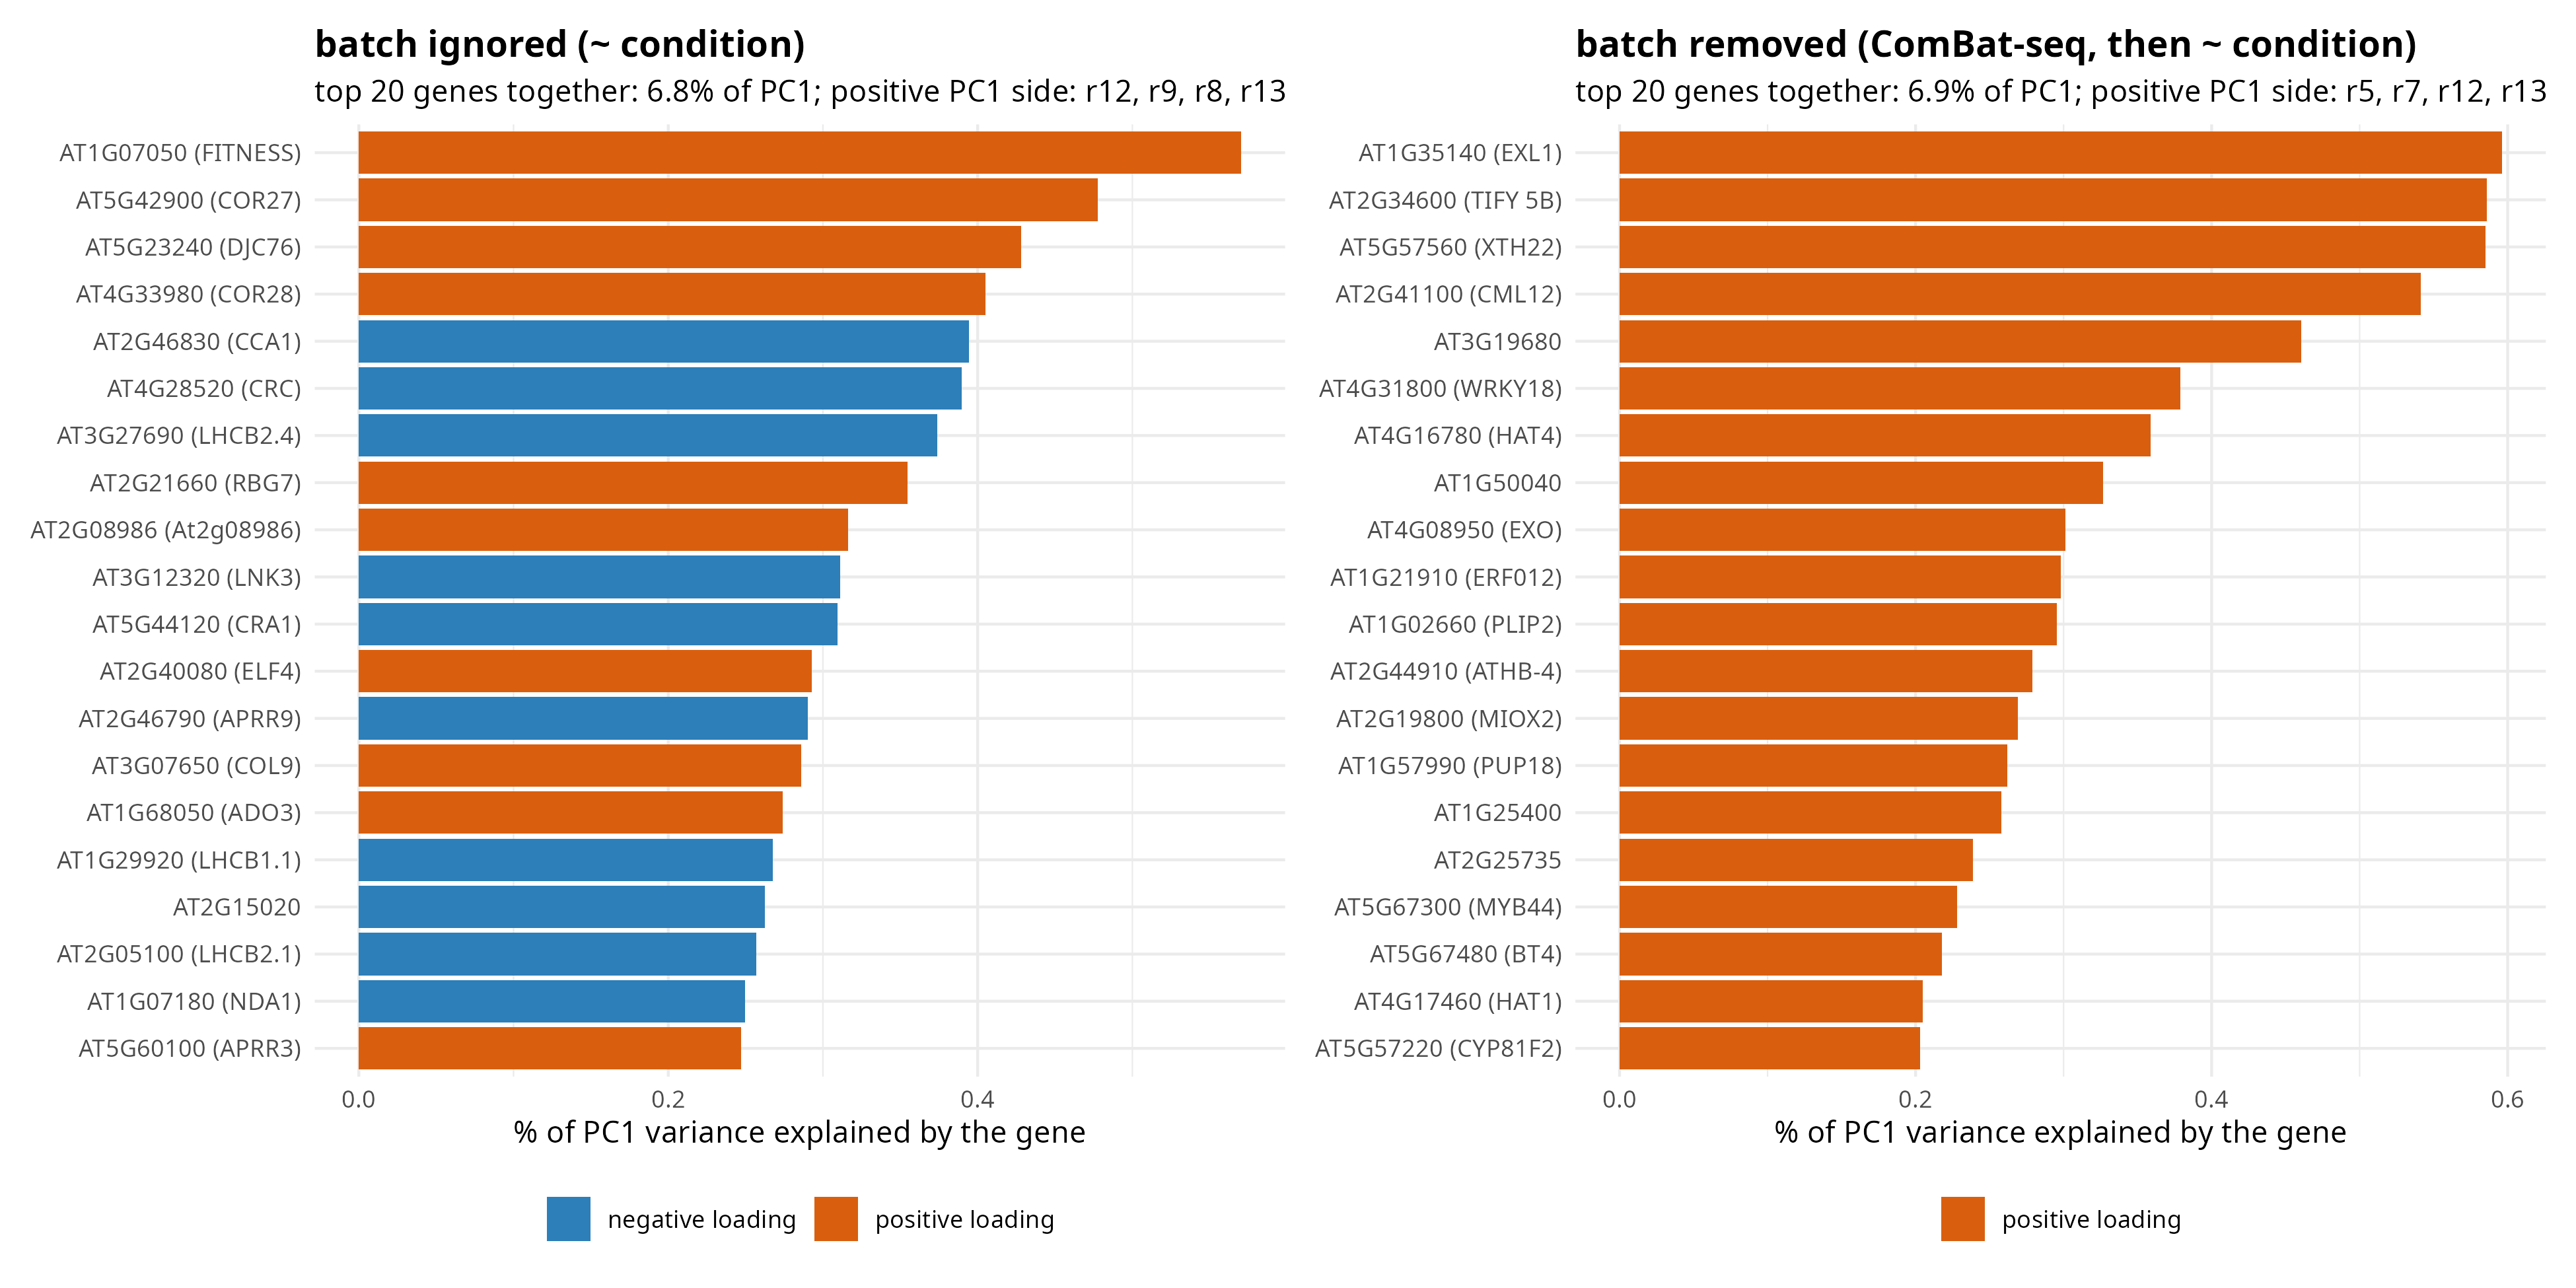 batch ignored (~ condition)
top 20 genes together: 6.8% of PC1; positive PC1 side: r12, r9, r8, r13
AT1G07050 (FITNESS)
AT5G42900 (COR27)
AT5G23240 (DJC76)
AT4G33980 (COR28)
AT2G46830 (CCA1)
AT4G28520 (CRC)
AT3G27690 (LHCB2.4)
AT2G21660 (RBG7)
AT2G08986 (At2g08986)
AT3G12320 (LNK3)
AT5G44120 (CRA1)
AT2G40080 (ELF4)
AT2G46790 (APRR9)
AT3G07650 (COL9)
AT1G68050 (ADO3)
AT1G29920 (LHCB1.1)
AT2G15020
AT2G05100 (LHCB2.1)
AT1G07180 (NDA1)
AT5G60100 (APRR3)
0.0 0.2 0.4
% of PC1 variance explained by the gene
negative loading positive loading
batch removed (ComBat-seq, then ~ condition)
top 20 genes together: 6.9% of PC1; positive PC1 side: r5, r7, r12, r13
AT1G35140 (EXL1)
AT2G34600 (TIFY 5B)
AT5G57560 (XTH22)
AT2G41100 (CML12)
AT3G19680
AT4G31800 (WRKY18)
AT4G16780 (HAT4)
AT1G50040
AT4G08950 (EXO)
AT1G21910 (ERF012)
AT1G02660 (PLIP2)
AT2G44910 (ATHB-4)
AT2G19800 (MIOX2)
AT1G57990 (PUP18)
AT1G25400
AT2G25735
AT5G67300 (MYB44)
AT5G67480 (BT4)
AT4G17460 (HAT1)
AT5G57220 (CYP81F2)
0.0 0.2 0.4 0.6
% of PC1 variance explained by the gene
positive loading